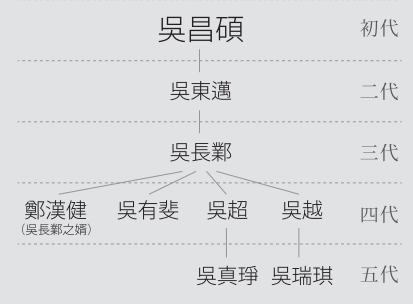 吳昌碩 初代
吳東邁 二代
吳長鄴 三代
鄭漢健 吳有斐 吳超 吳越 四代
（吳長鄴之婿）
吳真琤 吳瑞琪 五代